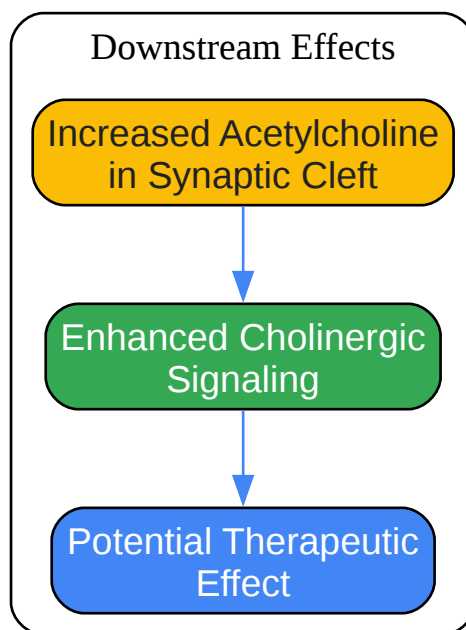 Downstream Effects
Increased Acetylcholine
in Synaptic Cleft
Enhanced Cholinergic
Signaling
Potential Therapeutic
Effect